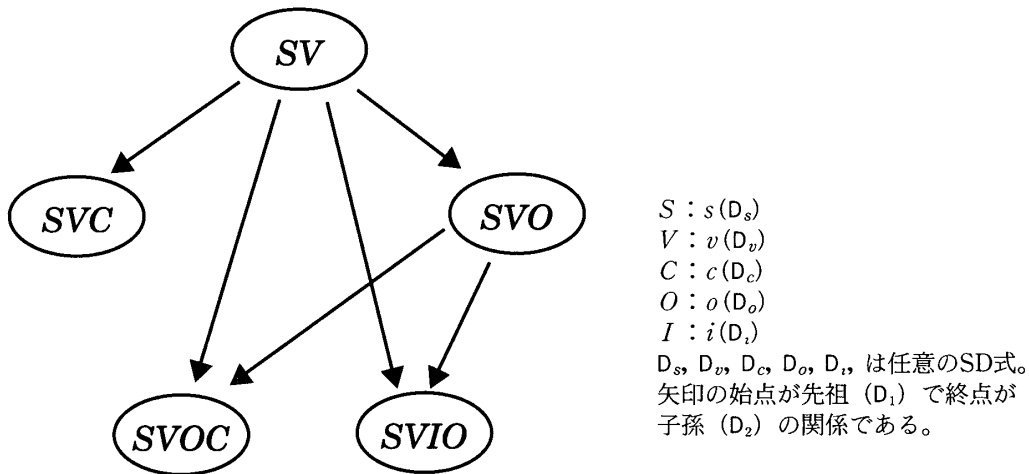 SV
SVC
SVO
SVOC
SVIO
S：s(Dₛ)
V：v(Dᵥ)
C：c(D_c)
O：o(Dₒ)
I：i(Dᵢ)
Dₛ, Dᵥ, D_c, Dₒ, Dᵢ, は任意のSD式。
矢印の始点が先祖（D₁）で終点が
子孫（D₂）の関係である。